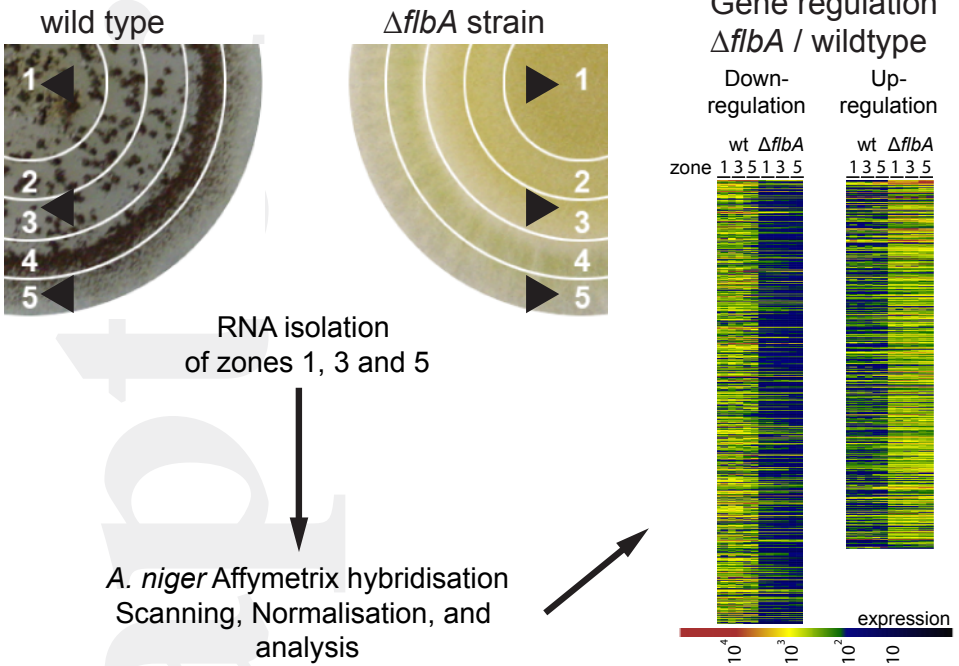 wild type
ΔflbA strain
Gene regulation
ΔflbA / wildtype
1
2
3
4
5
1
2
3
4
5
Down-
regulation
Up-
regulation
wt ΔflbA
wt ΔflbA
zone 1 3 5 1 3 5
1 3 5 1 3 5
RNA isolation
of zones 1, 3 and 5
A. niger Affymetrix hybridisation
Scanning, Normalisation, and
analysis
expression
10⁴ 10³ 10² 10